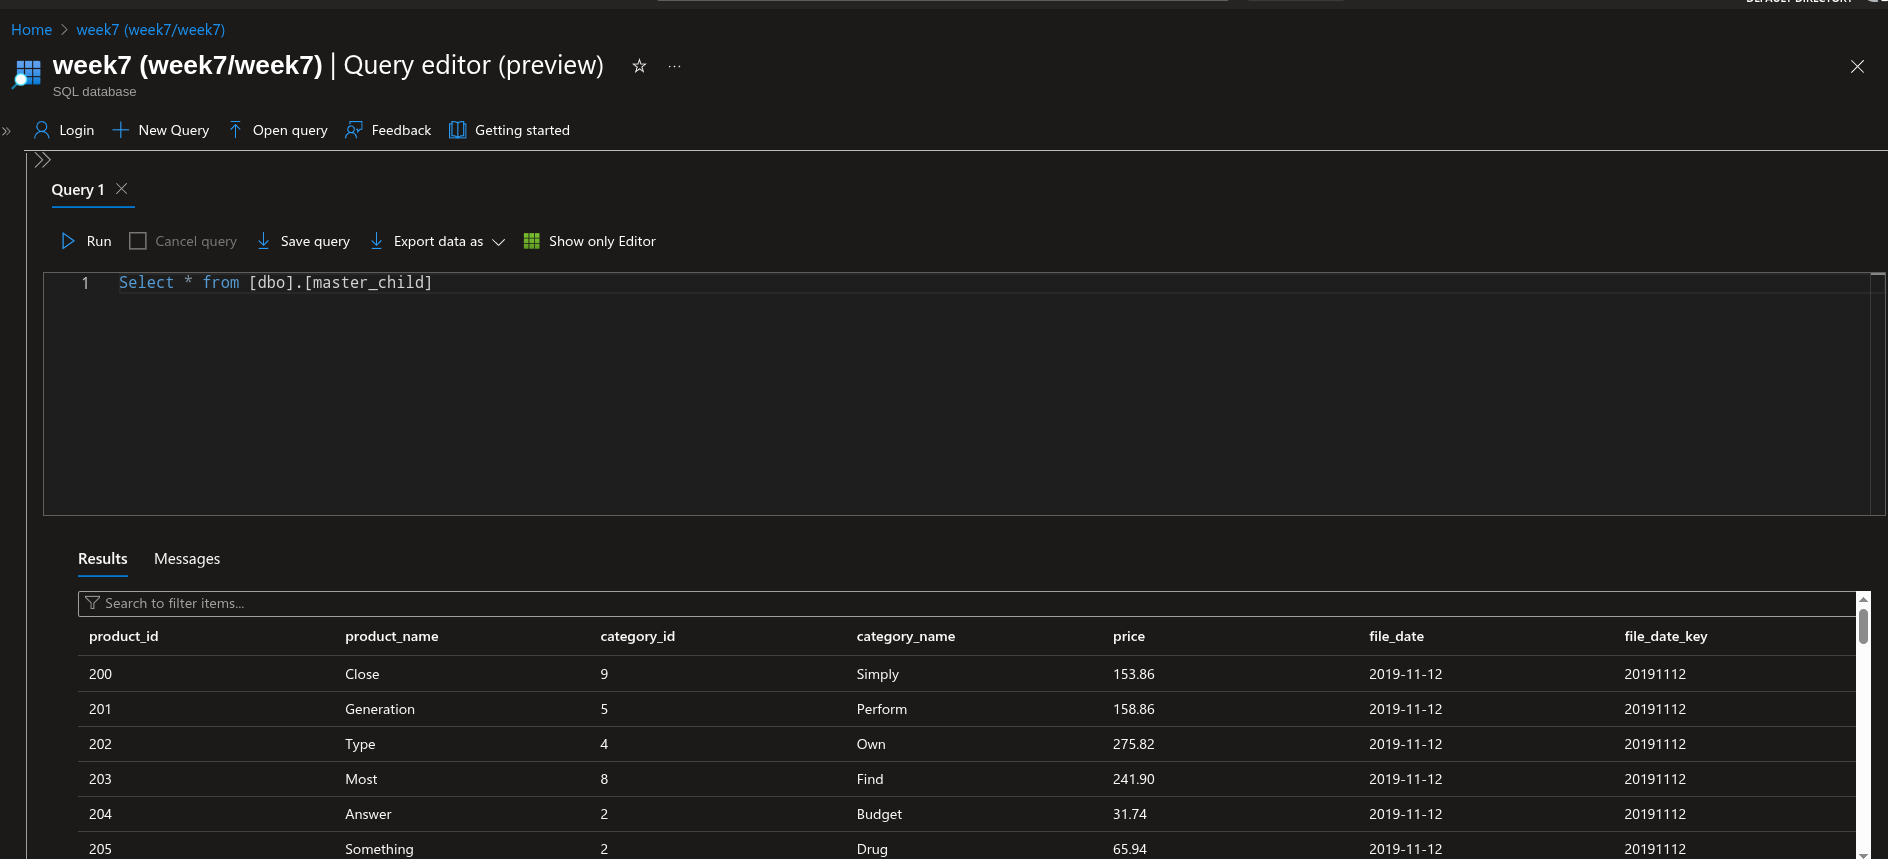 DEFAULT DIRECTORY
Home > week7 (week7/week7)
week7 (week7/week7) | Query editor (preview) ☆ ...
SQL database
Login New Query Open query Feedback Getting started
Query 1
Run Cancel query Save query Export data as Show only Editor
1 Select * from [dbo].[master_child]
Results Messages
Search to filter items...
product_id product_name category_id category_name price file_date file_date_key
200 Close 9 Simply 153.86 2019-11-12 20191112
201 Generation 5 Perform 158.86 2019-11-12 20191112
202 Type 4 Own 275.82 2019-11-12 20191112
203 Most 8 Find 241.90 2019-11-12 20191112
204 Answer 2 Budget 31.74 2019-11-12 20191112
205 Something 2 Drug 65.94 2019-11-12 20191112